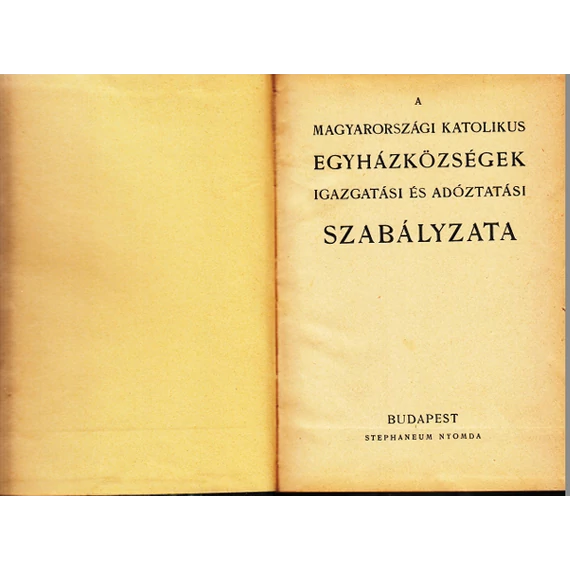 A
MAGYARORSZÁGI KATOLIKUS
EGYHÁZKÖZSÉGEK
IGAZGATÁSI ÉS ADÓZTATÁSI
SZABÁLYZATA
BUDAPEST
STEPHANEUM NYOMDA